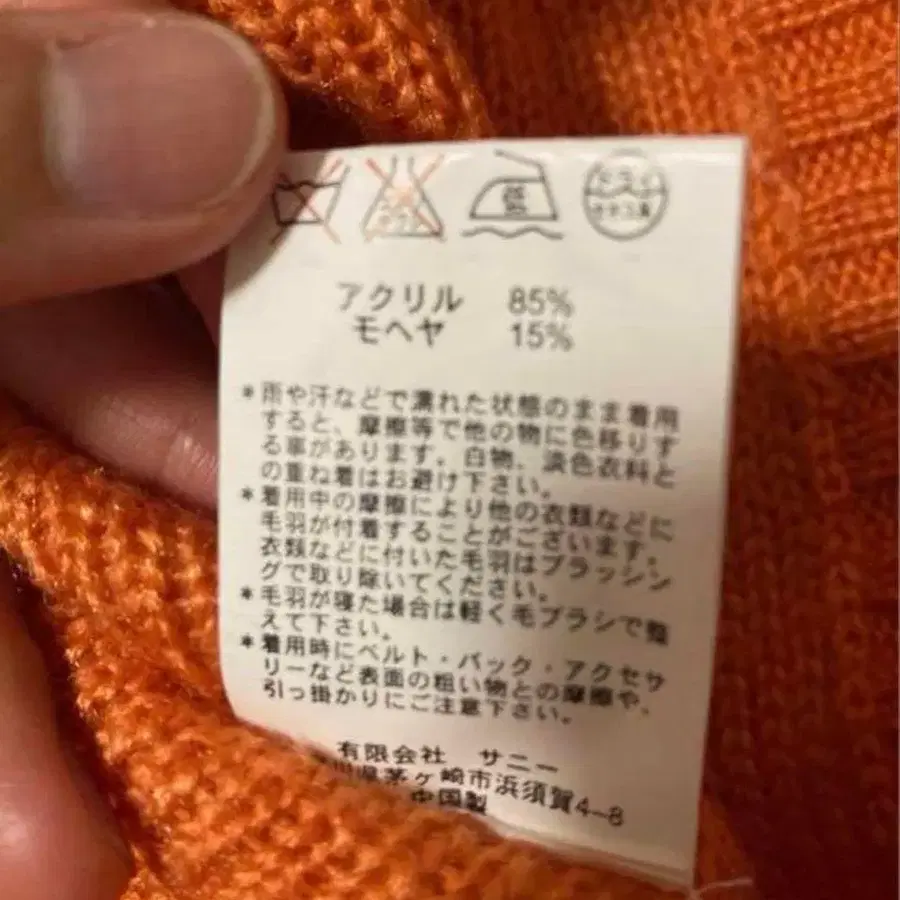 低
ドライ
セキユ系
アクリル 85%
モヘヤ 15%
*雨や汗などで濡れた状態のまま着用
すると、摩擦等で他の物に色移りす
る事があります。白物、淡色衣料と
の重ね着はお避け下さい。
*着用中の摩擦により他の衣類などに
毛羽が付着することがございます。
衣類などに付いた毛羽はブラッシン
グで取り除いてください。
*毛羽が寝た場合は軽く毛ブラシで整
えて下さい。
*着用時にベルト・バック・アクセサ
リーなど表面の粗い物との摩擦や、
引っ掛かりにご注意下さい。
有限会社 サニー
川県茅ヶ崎市浜須賀4-8
中国製